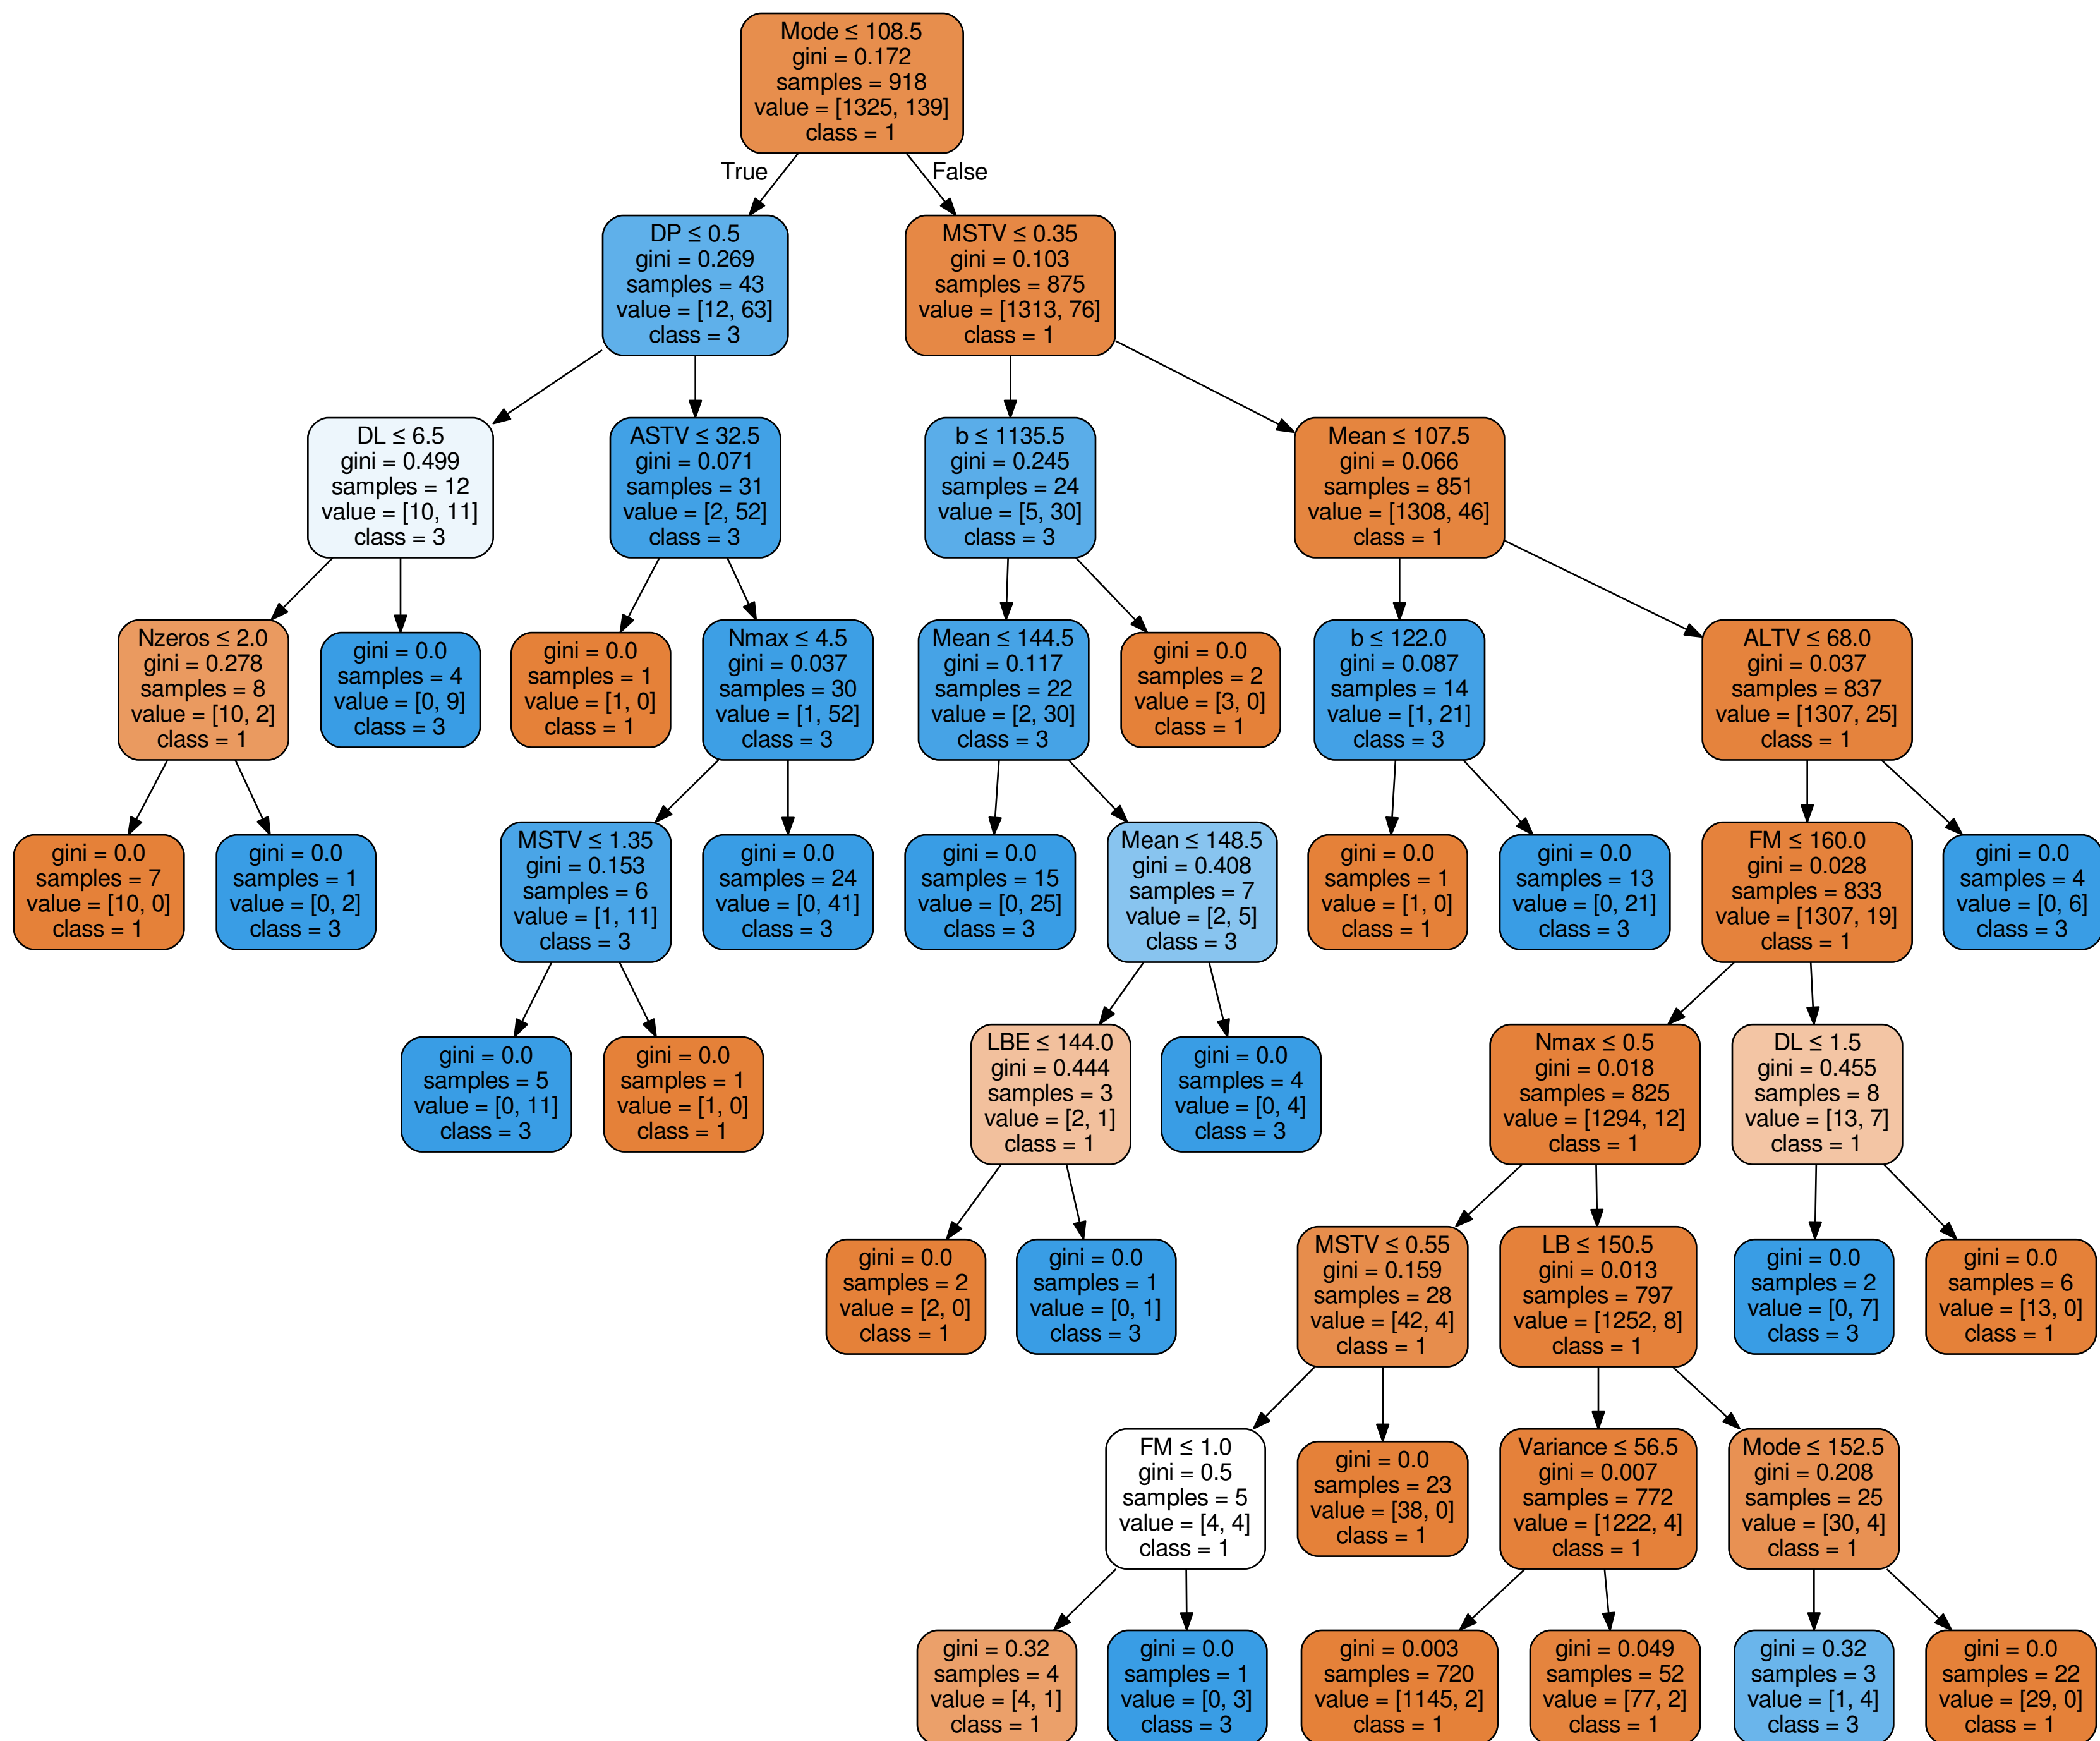 Mode ≤ 108.5
gini = 0.172
samples = 918
value = [1325, 139]
class = 1
True
False
DP ≤ 0.5
gini = 0.269
samples = 43
value = [12, 63]
class = 3
MSTV ≤ 0.35
gini = 0.103
samples = 875
value = [1313, 76]
class = 1
DL ≤ 6.5
gini = 0.499
samples = 12
value = [10, 11]
class = 3
ASTV ≤ 32.5
gini = 0.071
samples = 31
value = [2, 52]
class = 3
b ≤ 1135.5
gini = 0.245
samples = 24
value = [5, 30]
class = 3
Mean ≤ 107.5
gini = 0.066
samples = 851
value = [1308, 46]
class = 1
Nzeros ≤ 2.0
gini = 0.278
samples = 8
value = [10, 2]
class = 1
gini = 0.0
samples = 4
value = [0, 9]
class = 3
gini = 0.0
samples = 1
value = [1, 0]
class = 1
Nmax ≤ 4.5
gini = 0.037
samples = 30
value = [1, 52]
class = 3
Mean ≤ 144.5
gini = 0.117
samples = 22
value = [2, 30]
class = 3
gini = 0.0
samples = 2
value = [3, 0]
class = 1
b ≤ 122.0
gini = 0.087
samples = 14
value = [1, 21]
class = 3
ALTV ≤ 68.0
gini = 0.037
samples = 837
value = [1307, 25]
class = 1
gini = 0.0
samples = 7
value = [10, 0]
class = 1
gini = 0.0
samples = 1
value = [0, 2]
class = 3
MSTV ≤ 1.35
gini = 0.153
samples = 6
value = [1, 11]
class = 3
gini = 0.0
samples = 24
value = [0, 41]
class = 3
gini = 0.0
samples = 15
value = [0, 25]
class = 3
Mean ≤ 148.5
gini = 0.408
samples = 7
value = [2, 5]
class = 3
gini = 0.0
samples = 1
value = [1, 0]
class = 1
gini = 0.0
samples = 13
value = [0, 21]
class = 3
FM ≤ 160.0
gini = 0.028
samples = 833
value = [1307, 19]
class = 1
gini = 0.0
samples = 4
value = [0, 6]
class = 3
gini = 0.0
samples = 5
value = [0, 11]
class = 3
gini = 0.0
samples = 1
value = [1, 0]
class = 1
LBE ≤ 144.0
gini = 0.444
samples = 3
value = [2, 1]
class = 1
gini = 0.0
samples = 4
value = [0, 4]
class = 3
Nmax ≤ 0.5
gini = 0.018
samples = 825
value = [1294, 12]
class = 1
DL ≤ 1.5
gini = 0.455
samples = 8
value = [13, 7]
class = 1
gini = 0.0
samples = 2
value = [2, 0]
class = 1
gini = 0.0
samples = 1
value = [0, 1]
class = 3
MSTV ≤ 0.55
gini = 0.159
samples = 28
value = [42, 4]
class = 1
LB ≤ 150.5
gini = 0.013
samples = 797
value = [1252, 8]
class = 1
gini = 0.0
samples = 2
value = [0, 7]
class = 3
gini = 0.0
samples = 6
value = [13, 0]
class = 1
FM ≤ 1.0
gini = 0.5
samples = 5
value = [4, 4]
class = 1
gini = 0.0
samples = 23
value = [38, 0]
class = 1
Variance ≤ 56.5
gini = 0.007
samples = 772
value = [1222, 4]
class = 1
Mode ≤ 152.5
gini = 0.208
samples = 25
value = [30, 4]
class = 1
gini = 0.32
samples = 4
value = [4, 1]
class = 1
gini = 0.0
samples = 1
value = [0, 3]
class = 3
gini = 0.003
samples = 720
value = [1145, 2]
class = 1
gini = 0.049
samples = 52
value = [77, 2]
class = 1
gini = 0.32
samples = 3
value = [1, 4]
class = 3
gini = 0.0
samples = 22
value = [29, 0]
class = 1